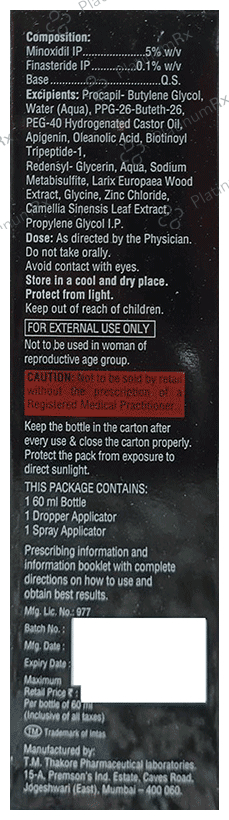 Composition:
Minoxidil IP..................5% w/v
Finasteride IP..............0.1% w/v
Base..............................Q.S.
Excipients: Procapil- Butylene Glycol,
Water (Aqua), PPG-26-Buteth-26,
PEG-40 Hydrogenated Castor Oil,
Apigenin, Oleanolic Acid, Biotinoyl
Tripeptide-1,
Redensyl- Glycerin, Aqua, Sodium
Metabisulfite, Larix Europaea Wood
Extract, Glycine, Zinc Chloride,
Camellia Sinensis Leaf Extract,
Propylene Glycol I.P.
Dose: As directed by the Physician.
Do not take orally.
Avoid contact with eyes.
Store in a cool and dry place.
Protect from light.
Keep out of reach of children.
FOR EXTERNAL USE ONLY
Not to be used in woman of
reproductive age group.
CAUTION: Not to be sold by retail
without the prescription of a
Registered Medical Practitioner.
Keep the bottle in the carton after
every use & close the carton properly.
Protect the pack from exposure to
direct sunlight.
THIS PACKAGE CONTAINS:
1 60 ml Bottle
1 Dropper Applicator
1 Spray Applicator
Prescribing information and
information booklet with complete
directions on how to use and
obtain best results.
Mfg. Lic. No.: 977
Batch No. :
Mfg. Date :
Expiry Date :
Maximum
Retail Price ₹ :
Per bottle of 60 ml
(Inclusive of all taxes)
TM Trademark of Intas
Manufactured by:
T.M. Thakore Pharmaceutical laboratories.
15-A, Premson's Ind. Estate, Caves Road,
Jogeshwari (East), Mumbai – 400 060.